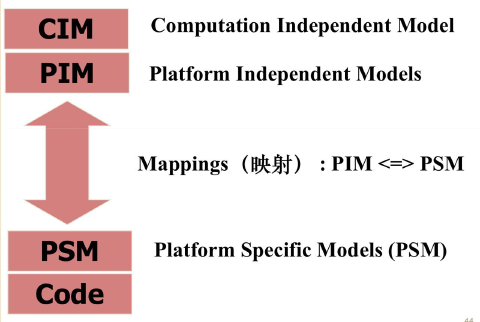 CIM Computation Independent Model
PIM Platform Independent Models
Mappings（映射）: PIM <=> PSM
PSM Platform Specific Models (PSM)
Code
44